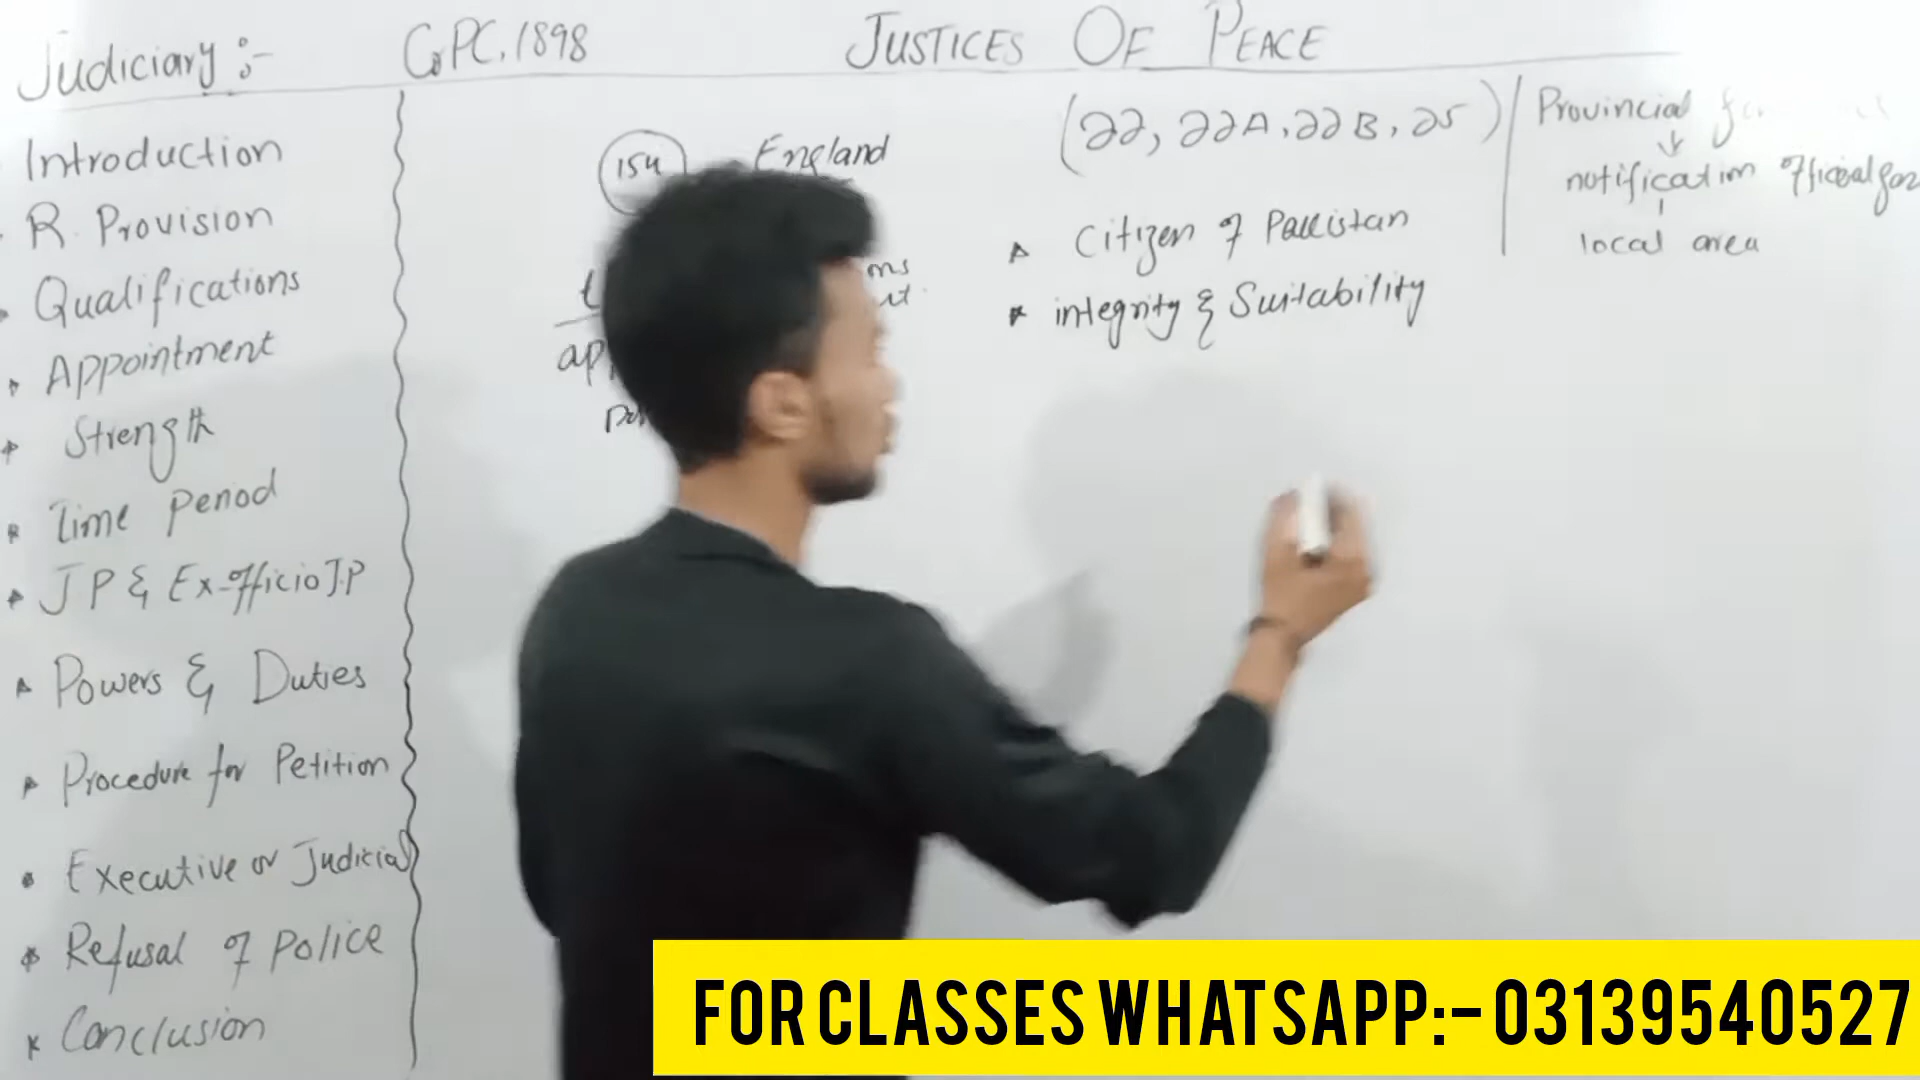 Judiciary :-
CrPC, 1898
JUSTICES OF PEACE
Introduction
R. Provision
Qualifications
Appointment
Strength
Time period
J P & Ex-officio J.P
Powers & Duties
Procedure for Petition
Executive or Judicial
Refusal of police
Conclusion
154
England
(22, 22A, 22B, 25)
Citizen of Pakistan
integrity & Suitability
Provincial
notification official
local area
FOR CLASSES WHATSAPP:- 03139540527